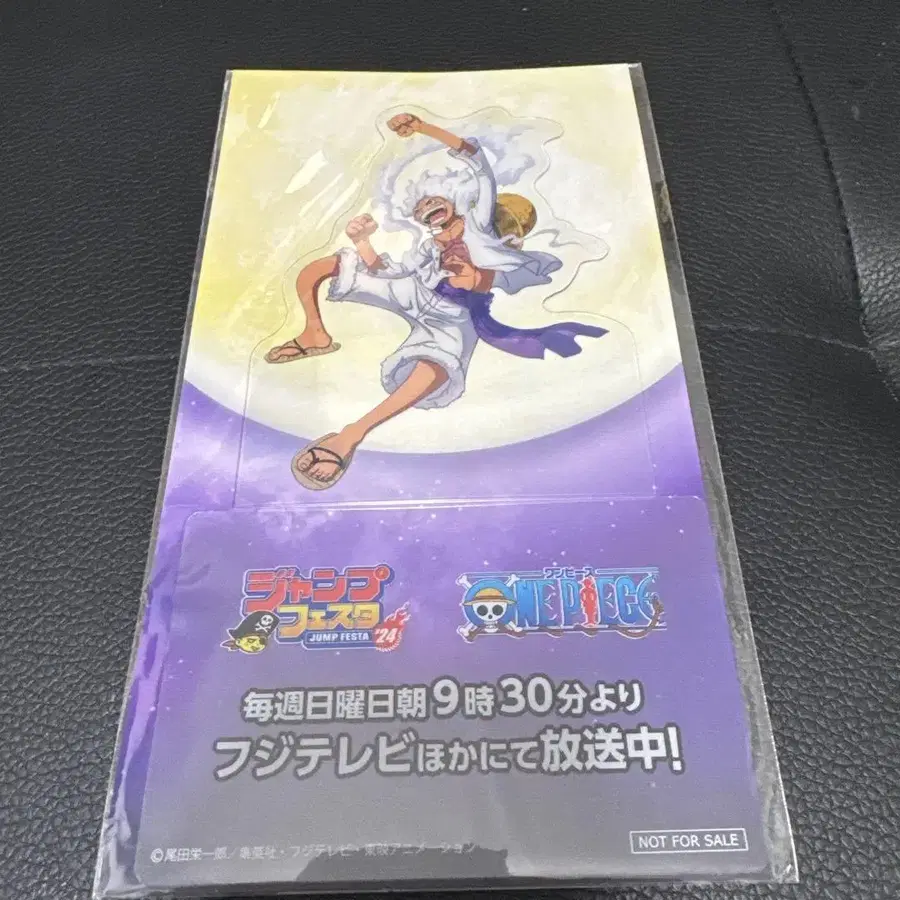 ジャンプ
フェスタ
JUMP FESTA '24
ワンピース
ONE PIECE
毎週日曜日朝9時30分より
フジテレビほかにて放送中!
©尾田栄一郎/集英社・フジテレビ・東映アニメーション
NOT FOR SALE